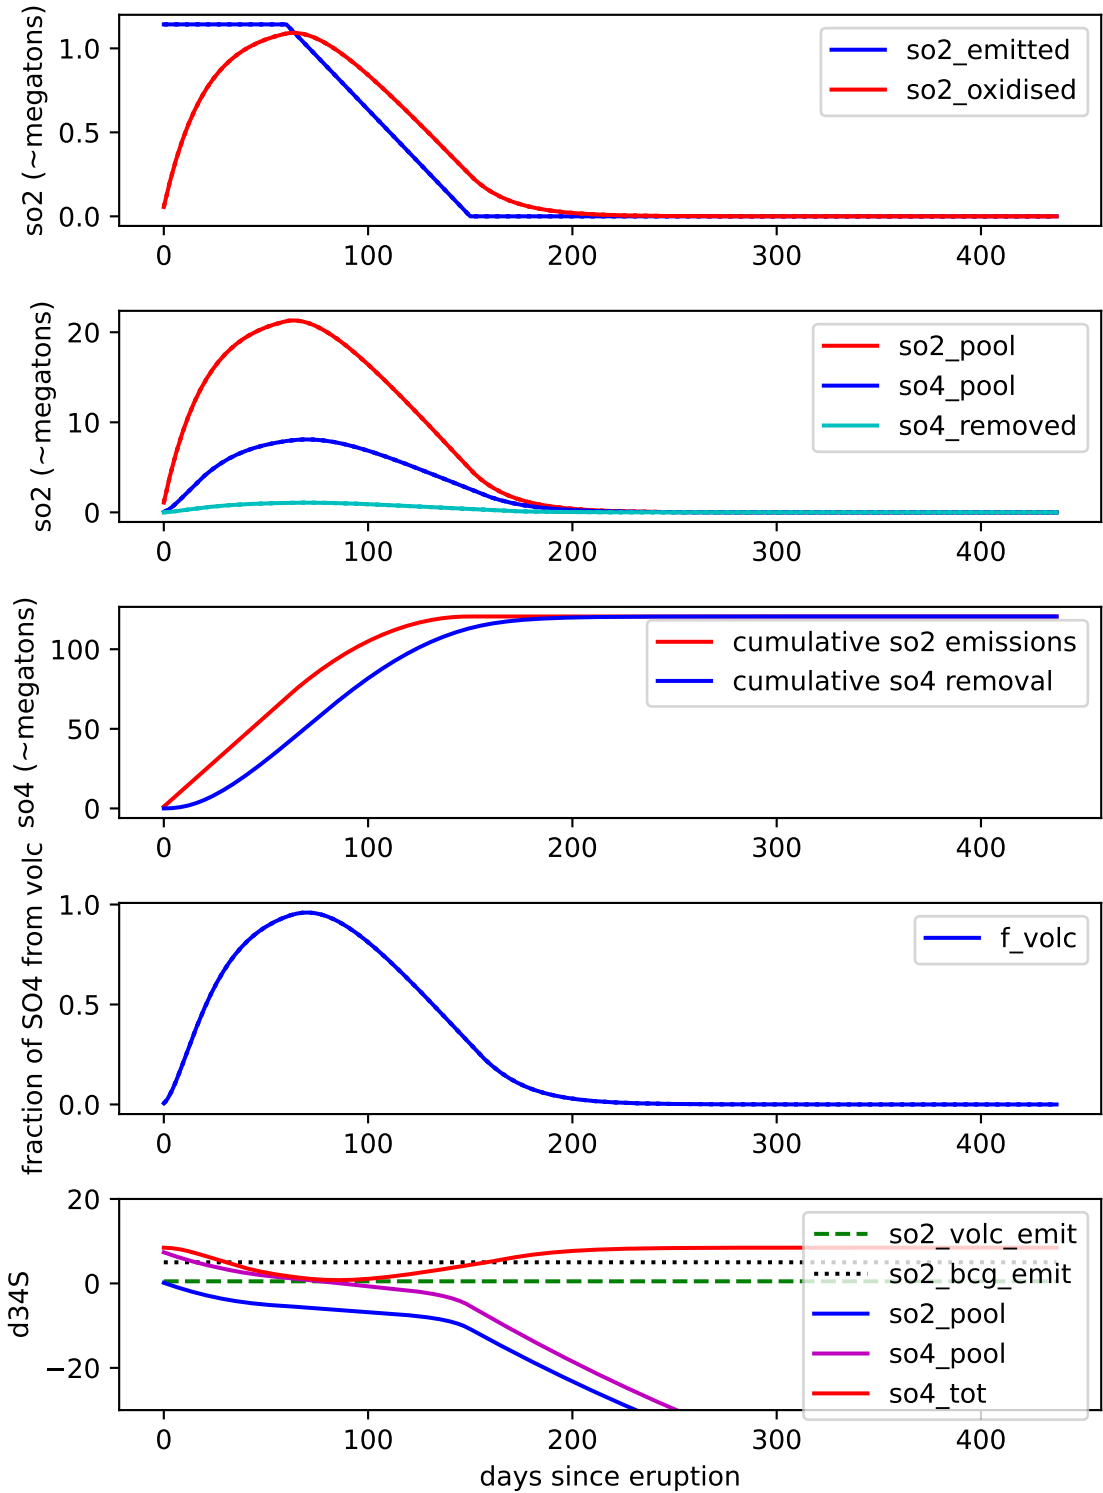 so2 (~megatons)
1.0
0.5
0.0
so2_emitted
so2_oxidised
0 100 200 300 400
so2 (~megatons)
20
10
0
so2_pool
so4_pool
so4_removed
0 100 200 300 400
so4 (~megatons)
100
50
0
cumulative so2 emissions
cumulative so4 removal
0 100 200 300 400
fraction of SO4 from volc
1.0
0.5
0.0
f_volc
0 100 200 300 400
d34S
20
0
−20
so2_volc_emit
so2_bcg_emit
so2_pool
so4_pool
so4_tot
0 100 200 300 400
days since eruption